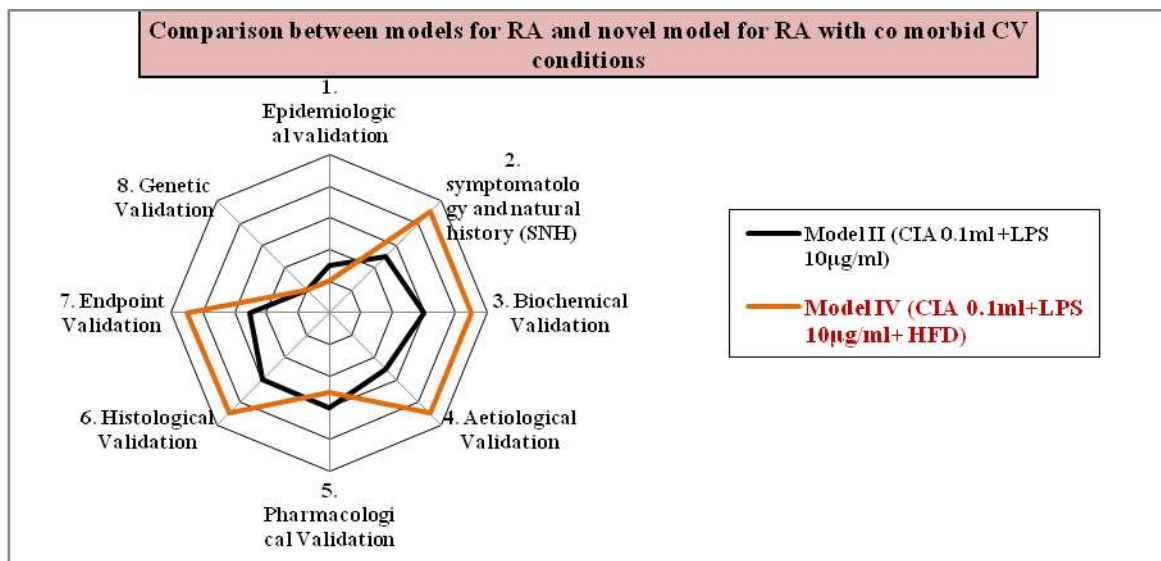 Comparison between models for RA and novel model for RA with co morbid CV
conditions
1.
Epidemiologic
al validation
2.
symptomatolo
gy and natural
history (SNH)
3. Biochemical
Validation
4. Aetiological
Validation
5.
Pharmacologi
cal Validation
6. Histological
Validation
7. Endpoint
Validation
8. Genetic
Validation
Model II (CIA 0.1ml +LPS
10µg/ml)
Model IV (CIA 0.1ml+LPS
10µg/ml+ HFD)